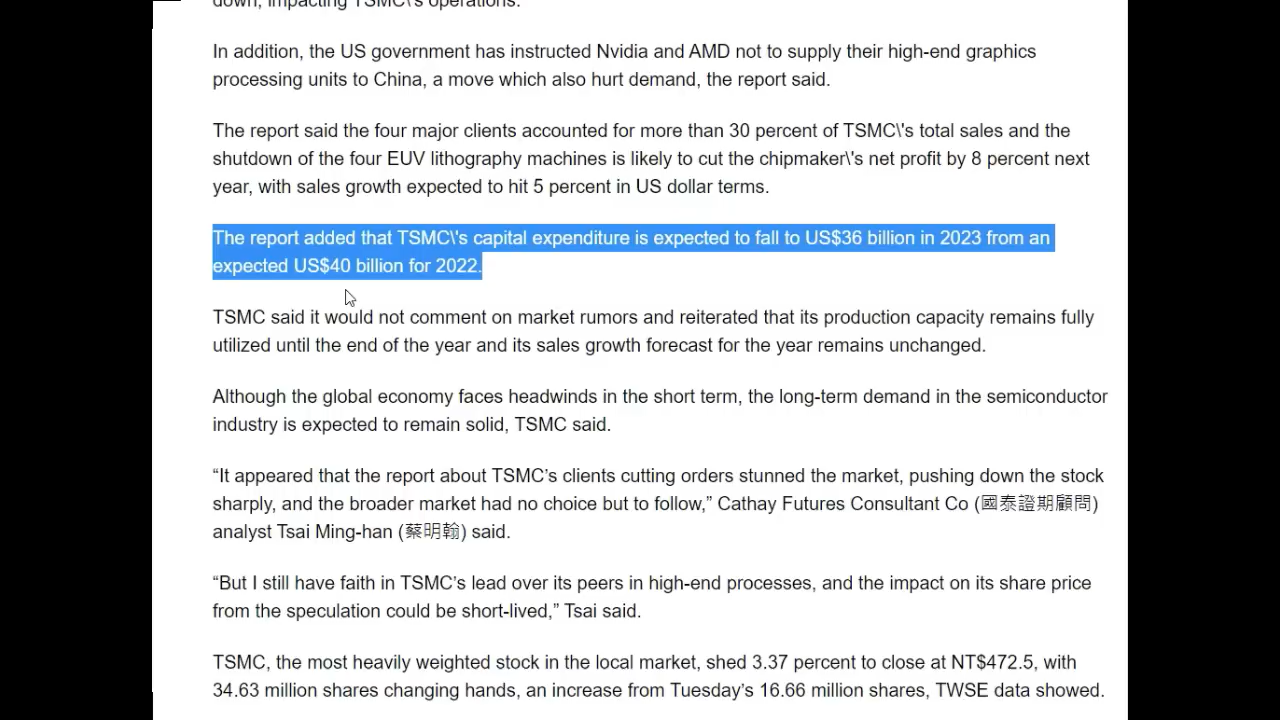 down, impacting TSMC\'s operations.
In addition, the US government has instructed Nvidia and AMD not to supply their high-end graphics
processing units to China, a move which also hurt demand, the report said.
The report said the four major clients accounted for more than 30 percent of TSMC\'s total sales and the
shutdown of the four EUV lithography machines is likely to cut the chipmaker\'s net profit by 8 percent next
year, with sales growth expected to hit 5 percent in US dollar terms.
The report added that TSMC\'s capital expenditure is expected to fall to US$36 billion in 2023 from an
expected US$40 billion for 2022.
TSMC said it would not comment on market rumors and reiterated that its production capacity remains fully
utilized until the end of the year and its sales growth forecast for the year remains unchanged.
Although the global economy faces headwinds in the short term, the long-term demand in the semiconductor
industry is expected to remain solid, TSMC said.
“It appeared that the report about TSMC’s clients cutting orders stunned the market, pushing down the stock
sharply, and the broader market had no choice but to follow,” Cathay Futures Consultant Co (國泰證期顧問)
analyst Tsai Ming-han (蔡明翰) said.
“But I still have faith in TSMC’s lead over its peers in high-end processes, and the impact on its share price
from the speculation could be short-lived,” Tsai said.
TSMC, the most heavily weighted stock in the local market, shed 3.37 percent to close at NT$472.5, with
34.63 million shares changing hands, an increase from Tuesday’s 16.66 million shares, TWSE data showed.